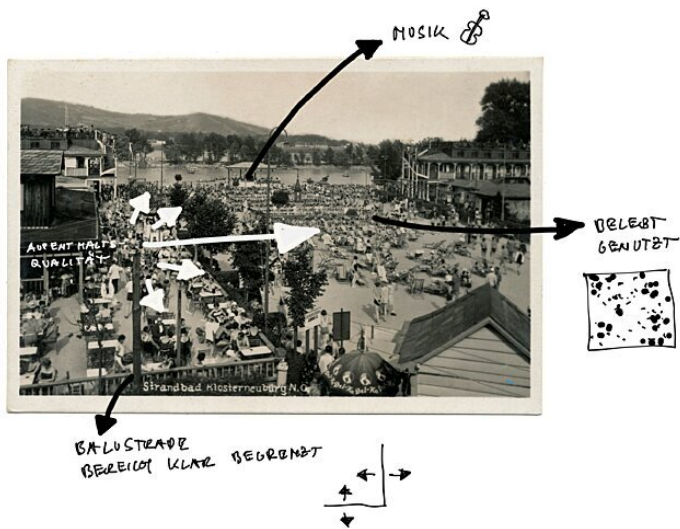 MUSIK
AUFENTHALTS
QUALITÄT
BELEBT
GENUTZT
Strandbad Klosterneuburg N.Ö.
BALUSTRADE
BEREICH KLAR BEGRENZT